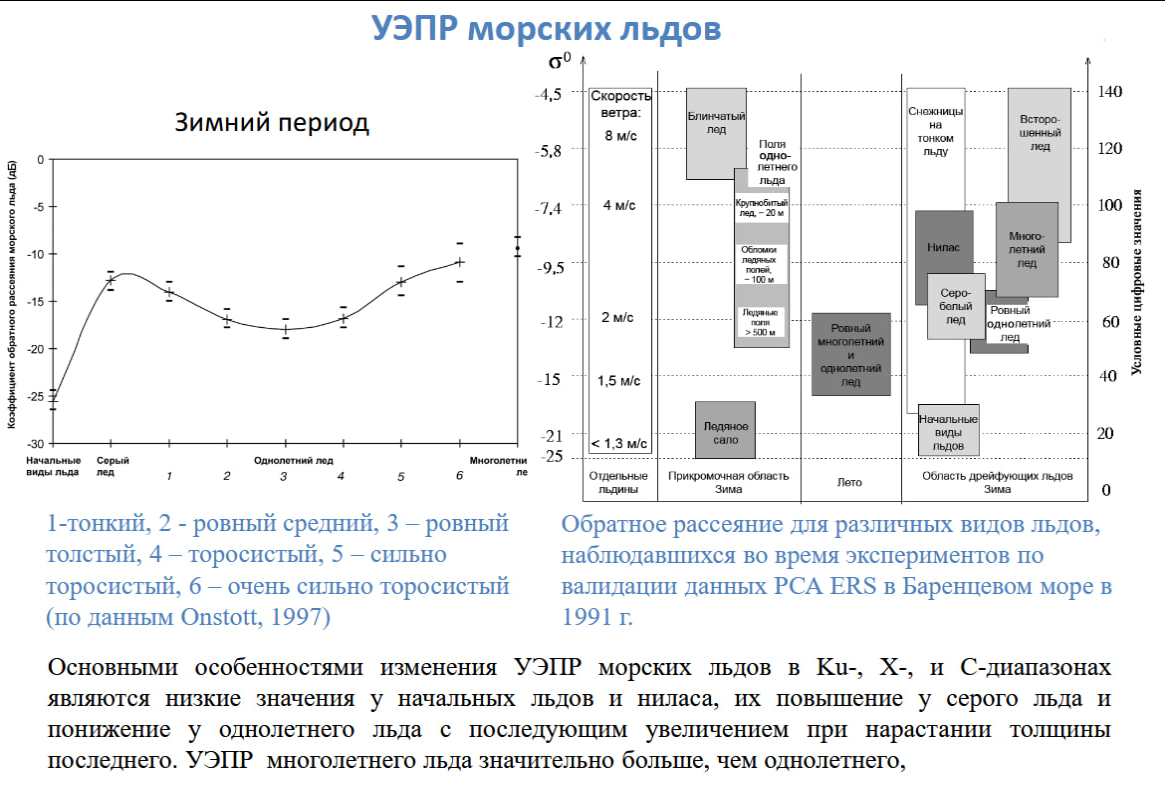 УЭПР морских льдов
Зимний период
Коэффициент обратного рассеяния морского льда (дБ)
0
-5
-10
-15
-20
-25
-30
Начальные
виды льда
Серый
лед
Однолетний лед
1
2
3
4
5
6
Многолетни
ле
σ⁰
-4,5
-5,8
-7,4
-9,5
-12
-15
-21
-25
Скорость
ветра:
8 м/с
4 м/с
2 м/с
1,5 м/с
< 1,3 м/с
Отдельные
льдины
Блинчатый
лед
Поля
одно-
летнего
льда
Крупнобитый
лед, ~ 20 м
Обломки
ледяных
полей,
~ 100 м
Ледяные
поля
> 500 м
Ледяное
сало
Прикромочная область
Зима
Ровный
многолетний
и
однолетний
лед
Лето
Снежницы
на
тонком
льду
Всторо-
шенный
лед
Нилас
Много-
летний
лед
Серо-
белый
лед
Ровный
однолетний
лед
Начальные
виды
льдов
Область дрейфующих льдов
Зима
140
120
100
80
60
40
20
0
Условные цифровые значения
1-тонкий, 2 - ровный средний, 3 – ровный
толстый, 4 – торосистый, 5 – сильно
торосистый, 6 – очень сильно торосистый
(по данным Onstott, 1997)
Обратное рассеяние для различных видов льдов,
наблюдавшихся во время экспериментов по
валидации данных РСА ERS в Баренцевом море в
1991 г.
Основными особенностями изменения УЭПР морских льдов в Ku-, X-, и C-диапазонах
являются низкие значения у начальных льдов и ниласа, их повышение у серого льда и
понижение у однолетнего льда с последующим увеличением при нарастании толщины
последнего. УЭПР многолетнего льда значительно больше, чем однолетнего,